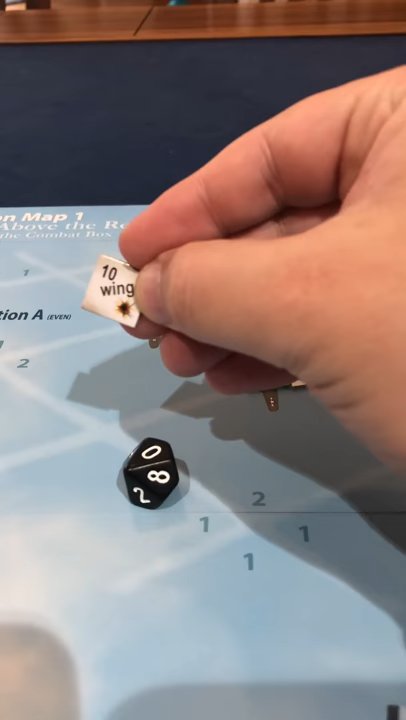 on Map 1
Above the Re
the Combat Box
1
10
wing
tion A (EVEN)
2
0
8
2
2
1
1
1